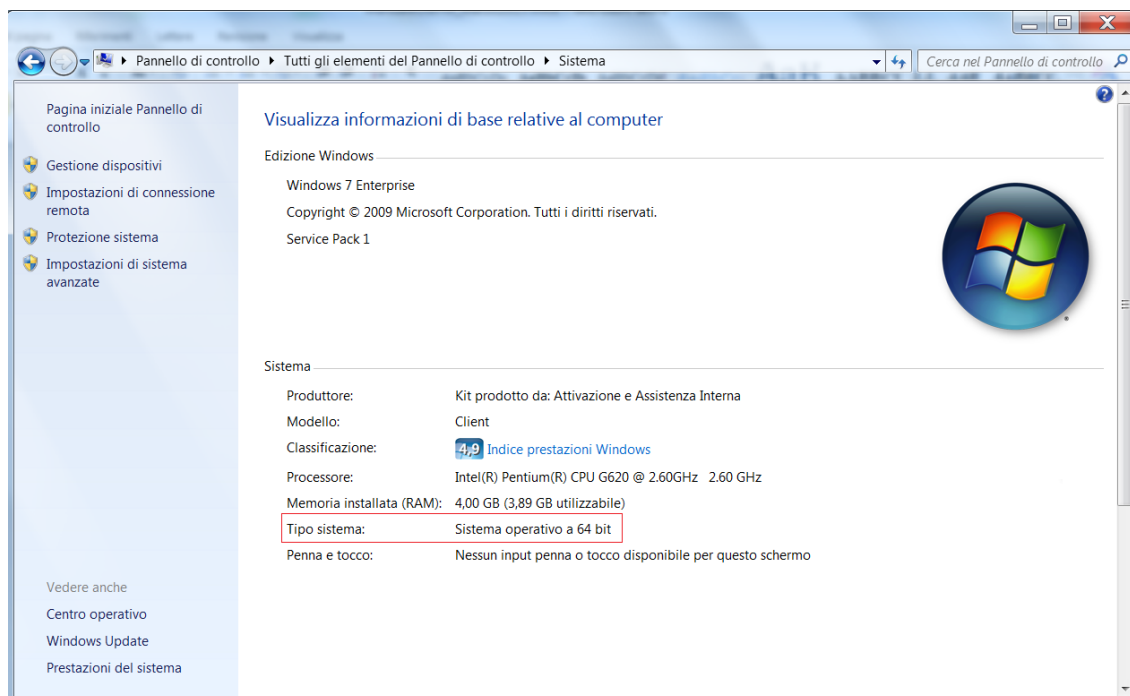 Pannello di controllo Tutti gli elementi del Pannello di controllo Sistema
Cerca nel Pannello di controllo
Pagina iniziale Pannello di
controllo
Gestione dispositivi
Impostazioni di connessione
remota
Protezione sistema
Impostazioni di sistema
avanzate
Vedere anche
Centro operativo
Windows Update
Prestazioni del sistema
Visualizza informazioni di base relative al computer
Edizione Windows
Windows 7 Enterprise
Copyright © 2009 Microsoft Corporation. Tutti i diritti riservati.
Service Pack 1
Sistema
Produttore: Kit prodotto da: Attivazione e Assistenza Interna
Modello: Client
Classificazione: 4,9 Indice prestazioni Windows
Processore: Intel(R) Pentium(R) CPU G620 @ 2.60GHz 2.60 GHz
Memoria installata (RAM): 4,00 GB (3,89 GB utilizzabile)
Tipo sistema: Sistema operativo a 64 bit
Penna e tocco: Nessun input penna o tocco disponibile per questo schermo